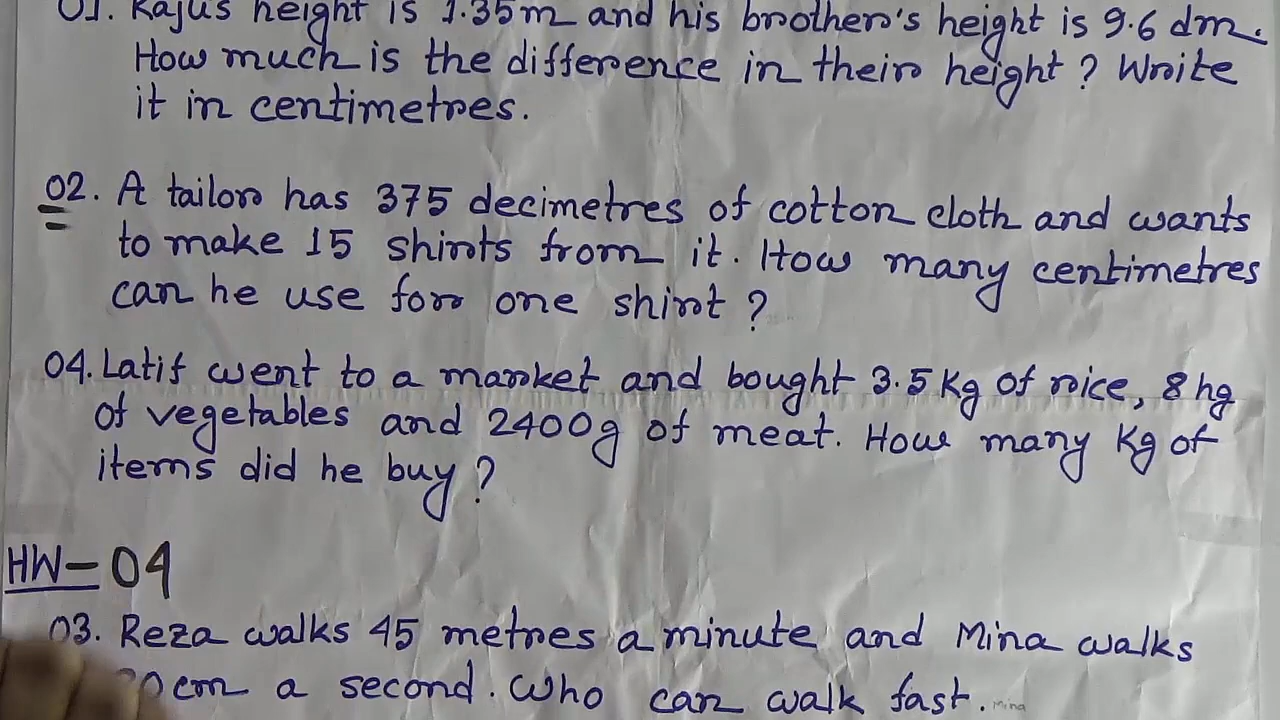 01. Rajus height is 1.35m and his brother's height is 9.6 dm.
How much is the difference in their height? Write
it in centimetres.
02. A tailor has 375 decimetres of cotton cloth and wants
to make 15 shirts from it. How many centimetres
can he use for one shirt?
04. Latif went to a market and bought 3.5 Kg of rice, 8 hg
of vegetables and 2400g of meat. How many Kg of
items did he buy?
HW-04
03. Reza walks 45 metres a minute and Mina walks
cm a second. Who can walk fast. Mina